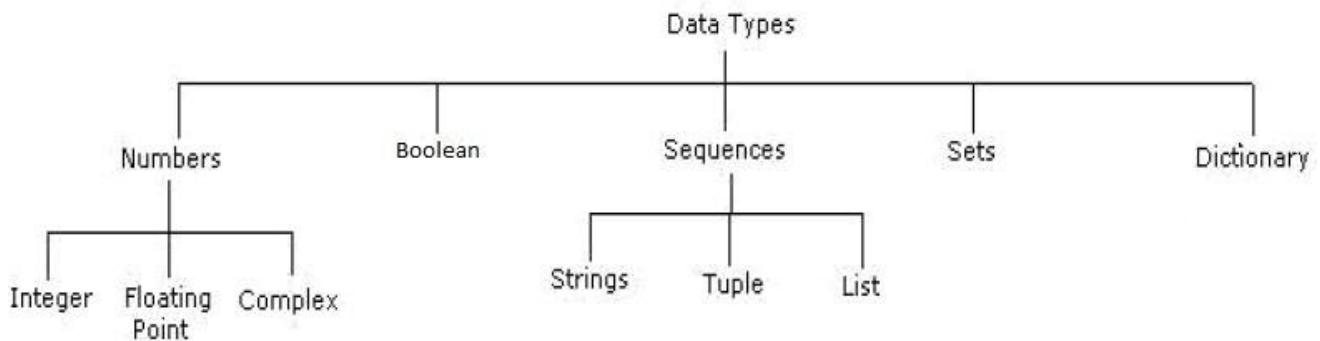 Data Types
Numbers
Boolean
Sequences
Sets
Dictionary
Integer
Floating
Point
Complex
Strings
Tuple
List